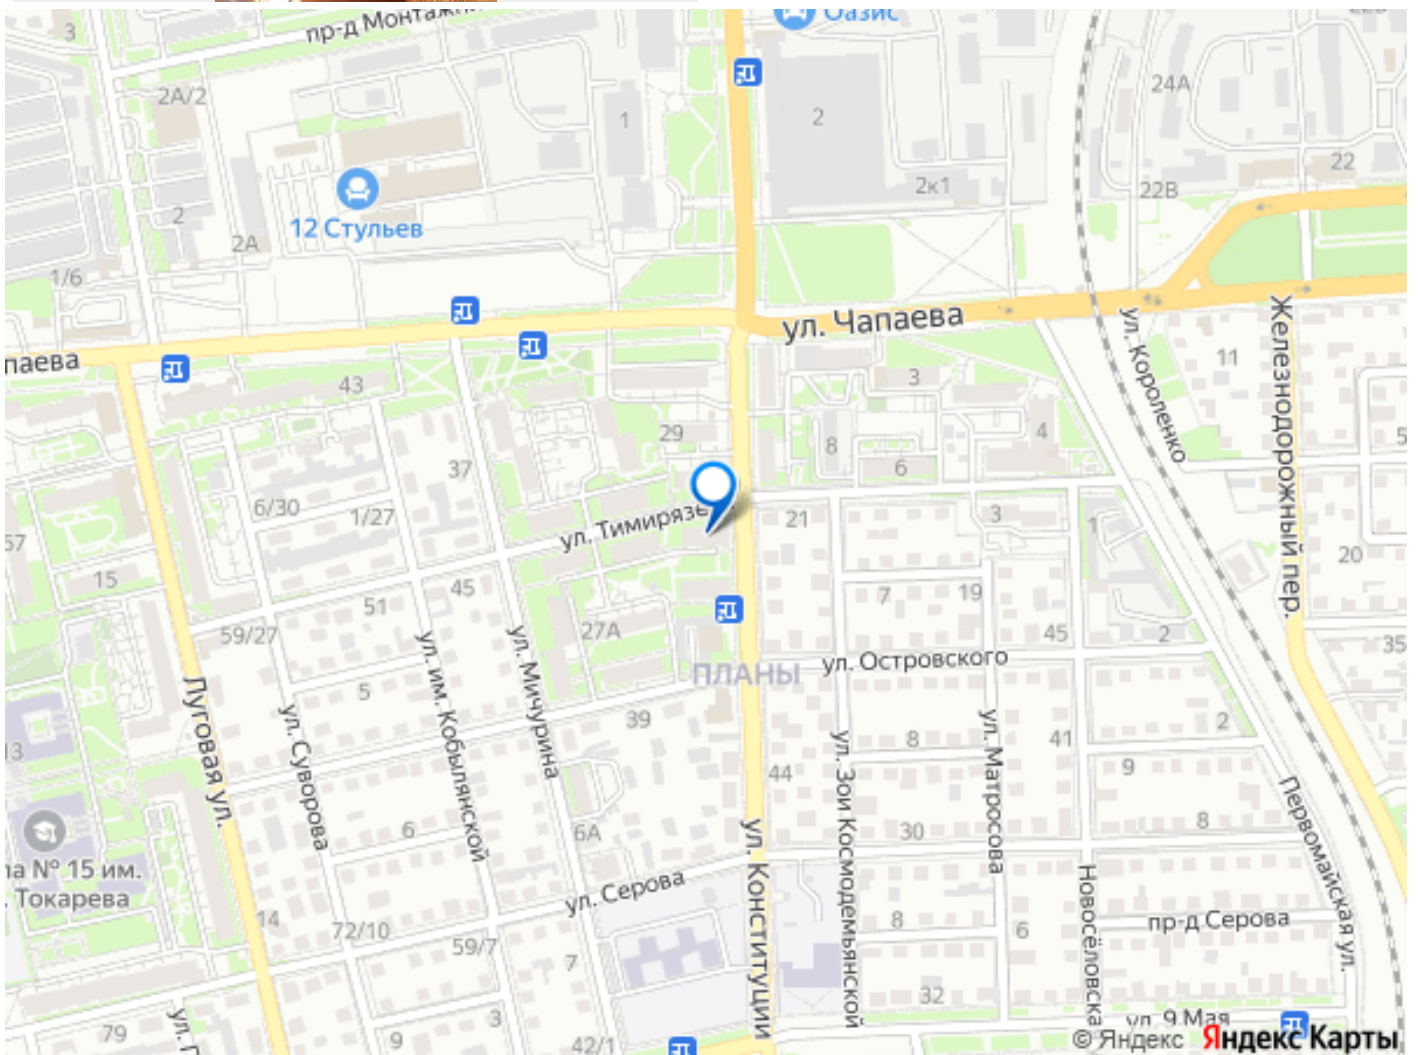 3
пр-д Монтажн
Оазис
2А/2
1
2
24А
22
2к1
22В
12 Стульев
2
2А
1/6
ул. Чапаева
паева
43
29
3
8
6
4
11
ул. Короленко
Железнодорожный пер.
5
37
6/30
1/27
ул. Тимирязе
21
3
1
20
57
15
45
51
59/27
27А
7
19
45
2
35
ПЛАНЫ
ул. Островского
5
39
ул. им. Кобылянской
ул. Мичурина
Луговая ул.
ул. Суворова
13
44
8
41
2
9
ул. Зои Космодемьянской
ул. Матросова
Первомайская ул.
6
6А
30
8
ла № 15 им.
. Токарева
ул. Серова
ул. Конституции
Новосёловска
14
72/10
59/7
7
8
6
пр-д Серова
32
79
ул. П
9
3
42/1
ул. 9 Мая
© Яндекс Яндекс Карты